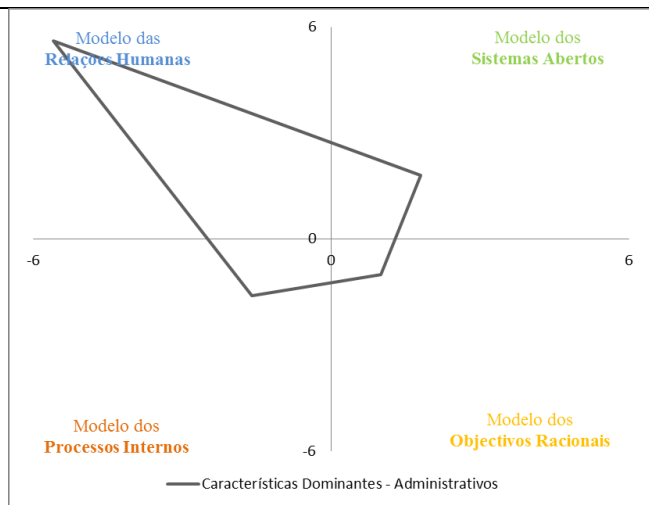 6
Modelo das
Relações Humanas
Modelo dos
Sistemas Abertos
0
-6
0
6
Modelo dos
Processos Internos
Modelo dos
Objectivos Racionais
-6
Características Dominantes - Administrativos